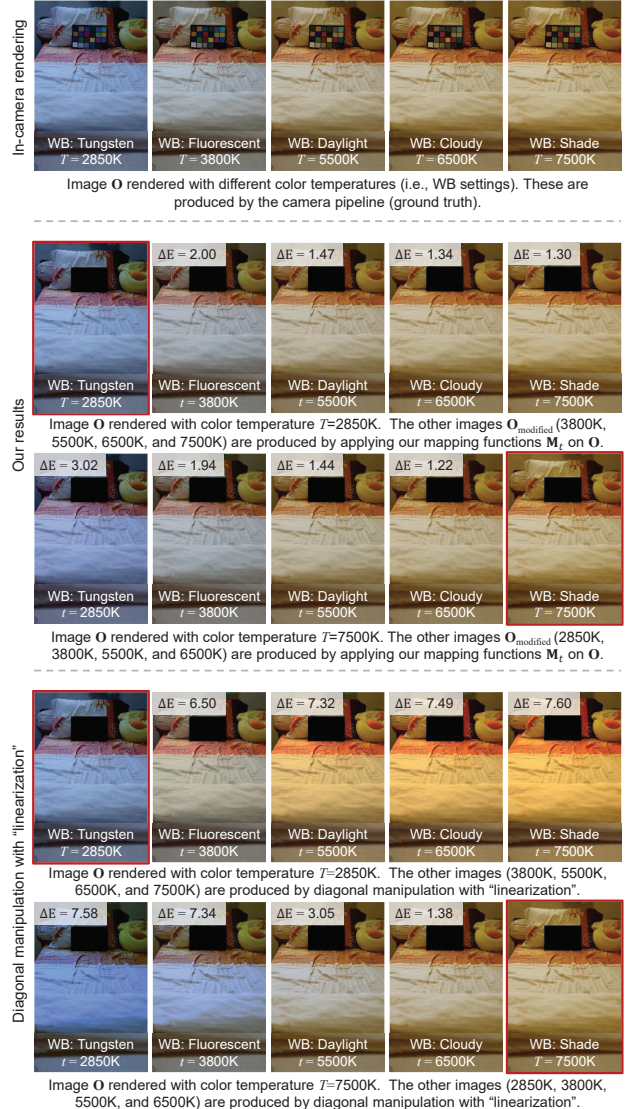 In-camera rendering
WB: Tungsten WB: Fluorescent WB: Daylight WB: Cloudy WB: Shade
T = 2850K T = 3800K T = 5500K T = 6500K T = 7500K
Image O rendered with different color temperatures (i.e., WB settings). These are
produced by the camera pipeline (ground truth).
Our results
ΔE = 2.00 ΔE = 1.47 ΔE = 1.34 ΔE = 1.30
WB: Tungsten WB: Fluorescent WB: Daylight WB: Cloudy WB: Shade
T = 2850K t = 3800K t = 5500K t = 6500K t = 7500K
Image O rendered with color temperature T=2850K. The other images O_modified (3800K,
5500K, 6500K, and 7500K) are produced by applying our mapping functions M_t on O.
ΔE = 3.02 ΔE = 1.94 ΔE = 1.44 ΔE = 1.22
WB: Tungsten WB: Fluorescent WB: Daylight WB: Cloudy WB: Shade
t = 2850K t = 3800K t = 5500K t = 6500K T = 7500K
Image O rendered with color temperature T=7500K. The other images O_modified (2850K,
3800K, 5500K, and 6500K) are produced by applying our mapping functions M_t on O.
Diagonal manipulation with "linearization"
ΔE = 6.50 ΔE = 7.32 ΔE = 7.49 ΔE = 7.60
WB: Tungsten WB: Fluorescent WB: Daylight WB: Cloudy WB: Shade
T = 2850K t = 3800K t = 5500K t = 6500K t = 7500K
Image O rendered with color temperature T=2850K. The other images (3800K, 5500K,
6500K, and 7500K) are produced by diagonal manipulation with “linearization”.
ΔE = 7.58 ΔE = 7.34 ΔE = 3.05 ΔE = 1.38
WB: Tungsten WB: Fluorescent WB: Daylight WB: Cloudy WB: Shade
t = 2850K t = 3800K t = 5500K t = 6500K T = 7500K
Image O rendered with color temperature T=7500K. The other images (2850K, 3800K,
5500K, and 6500K) are produced by diagonal manipulation with “linearization”.